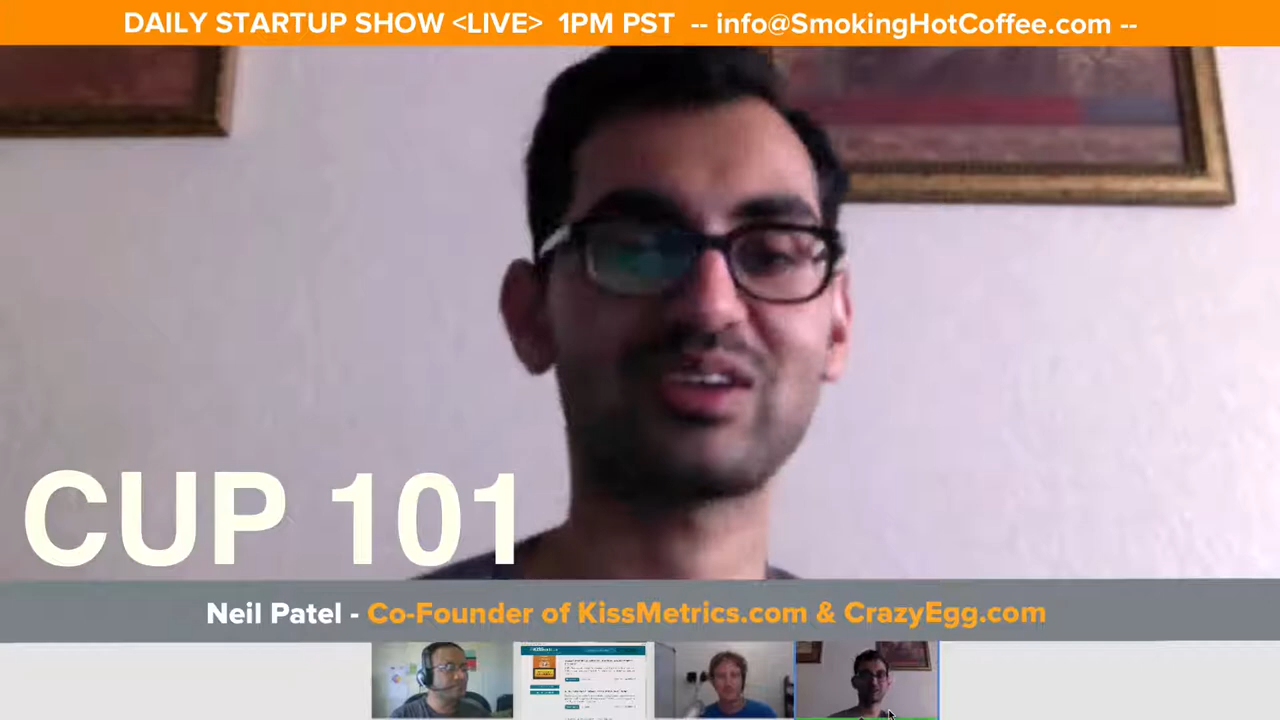 DAILY STARTUP SHOW <LIVE> 1PM PST -- info@SmokingHotCoffee.com --
CUP 101
Neil Patel - Co-Founder of KissMetrics.com & CrazyEgg.com